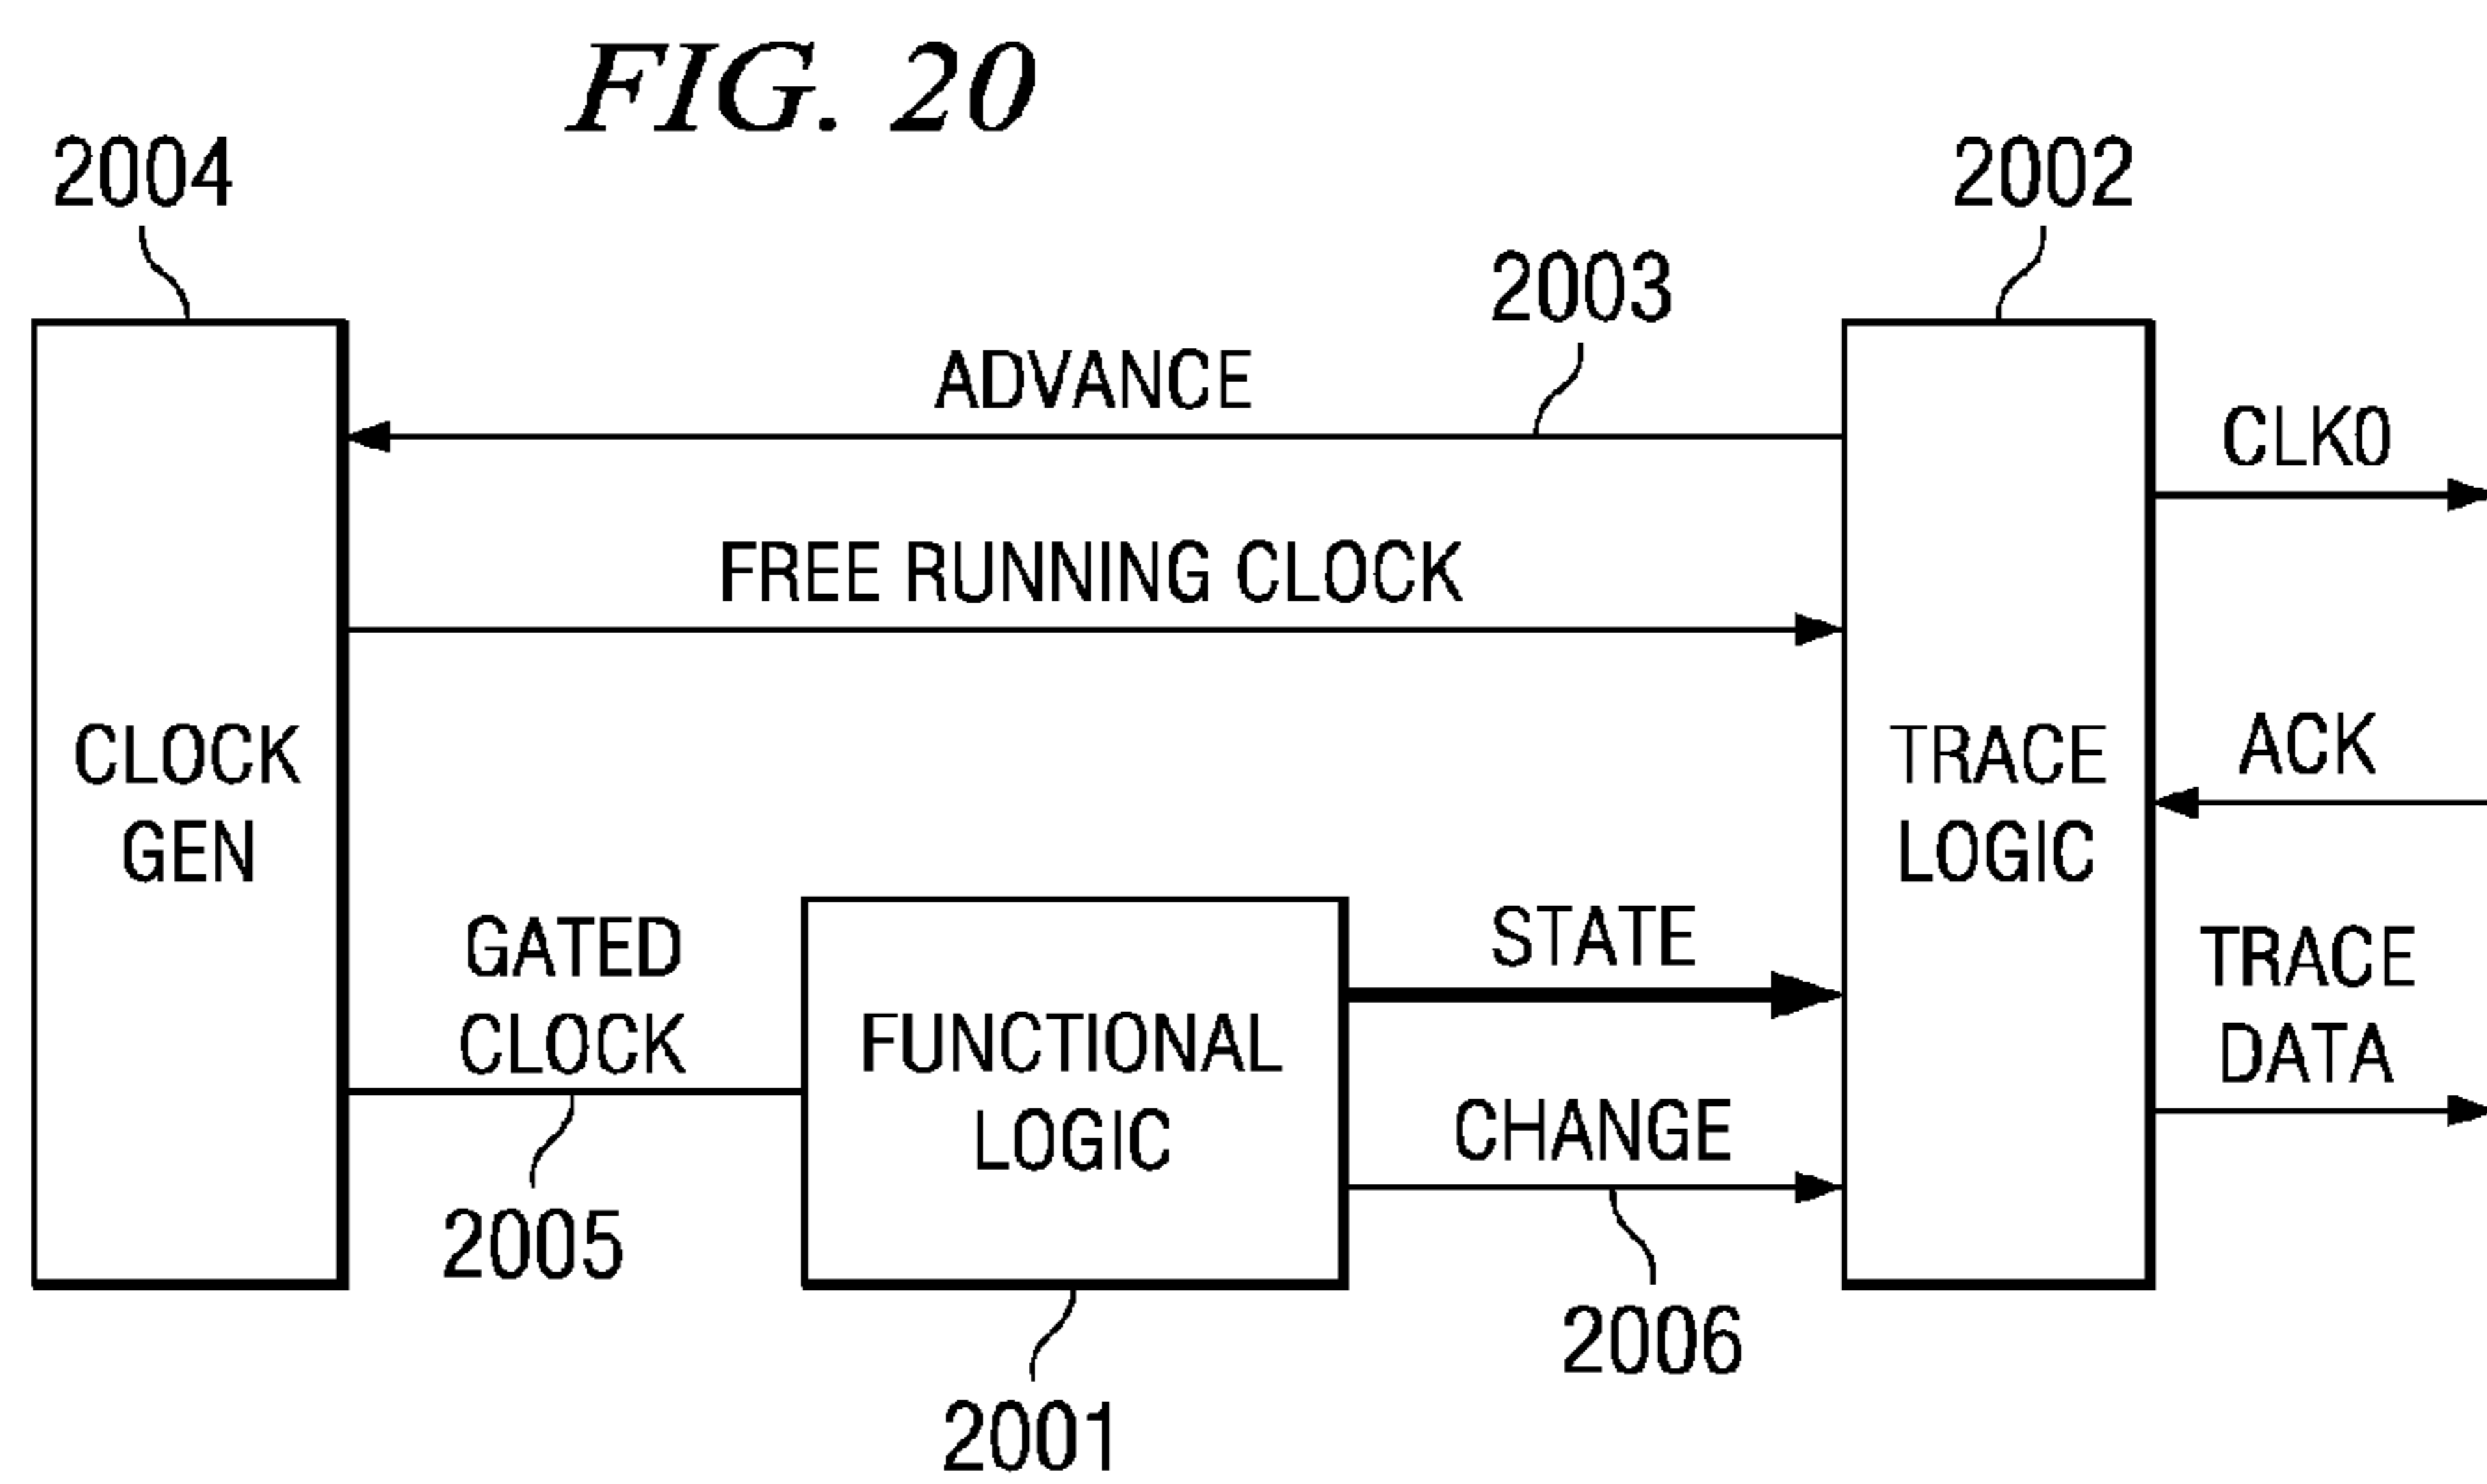 FIG. 20
2004
2002
2003
ADVANCE
CLK0
FREE RUNNING CLOCK
CLOCK
GEN
TRACE
LOGIC
ACK
GATED
CLOCK
FUNCTIONAL
LOGIC
STATE
CHANGE
TRACE
DATA
2005
2006
2001